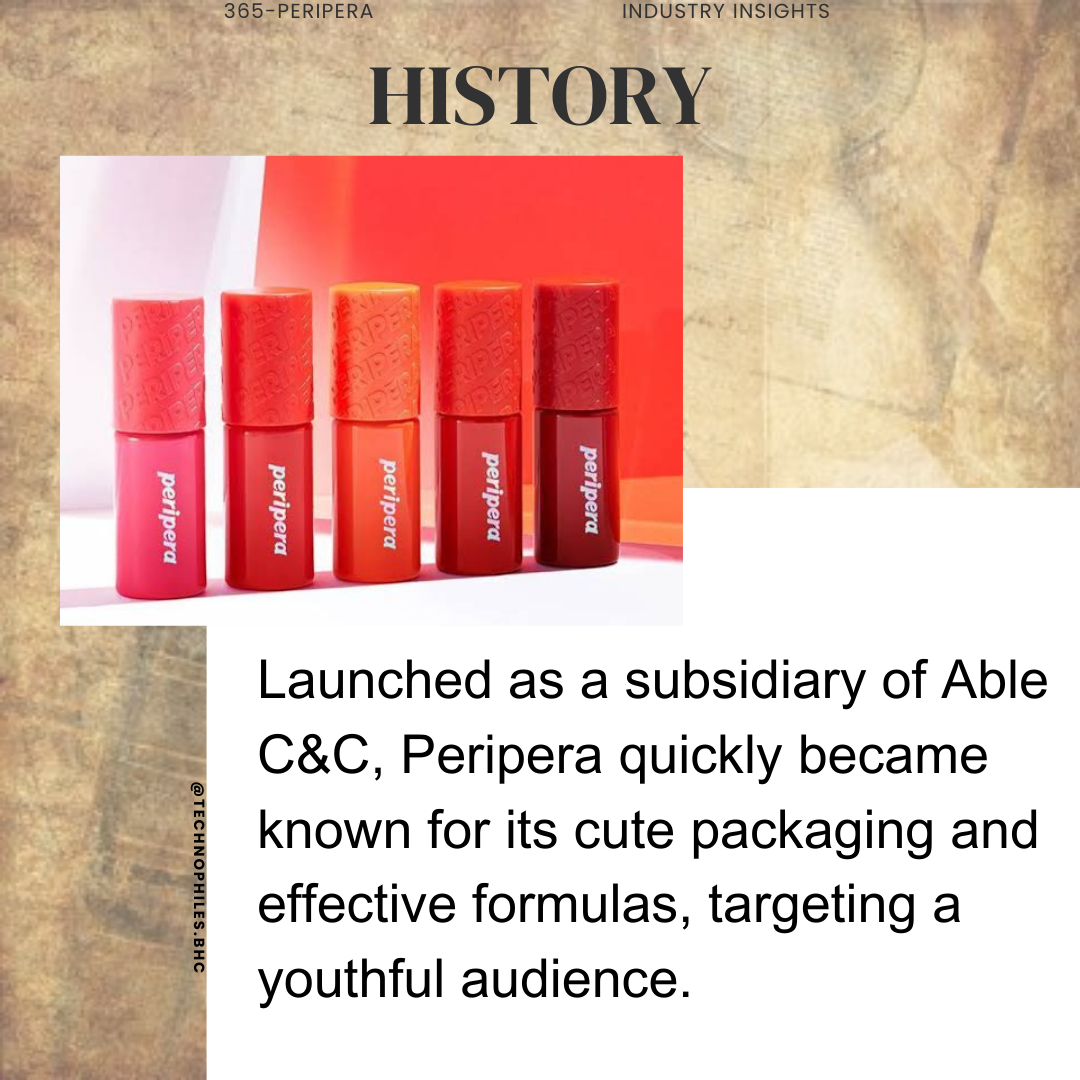 365-PERIPERA
INDUSTRY INSIGHTS
HISTORY
peripera
peripera
peripera
peripera
peripera
Launched as a subsidiary of Able
C&C, Peripera quickly became
known for its cute packaging and
effective formulas, targeting a
youthful audience.
@TECHNOPHILES.BHC